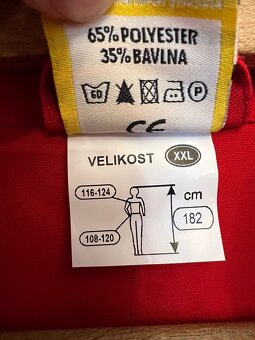 65% POLYESTER
35% BAVLNA
60 P
CE
VELIKOST XXL
116-124
cm
182
108-120